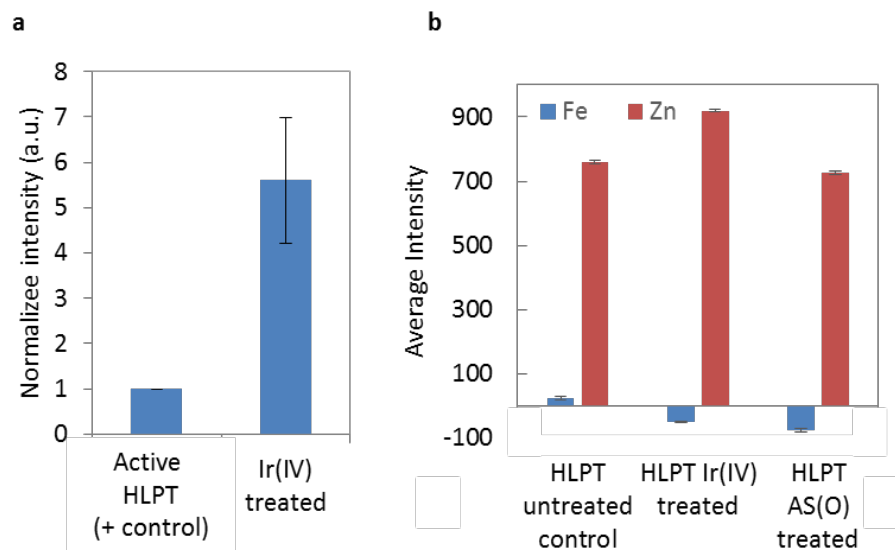 a
Normalizee intensity (a.u.)
8
7
6
5
4
3
2
1
0
Active
HLPT
(+ control)
Ir(IV)
treated
b
Average Intensity
Fe
Zn
900
700
500
300
100
-100
HLPT
untreated
control
HLPT Ir(IV)
treated
HLPT
AS(O)
treated